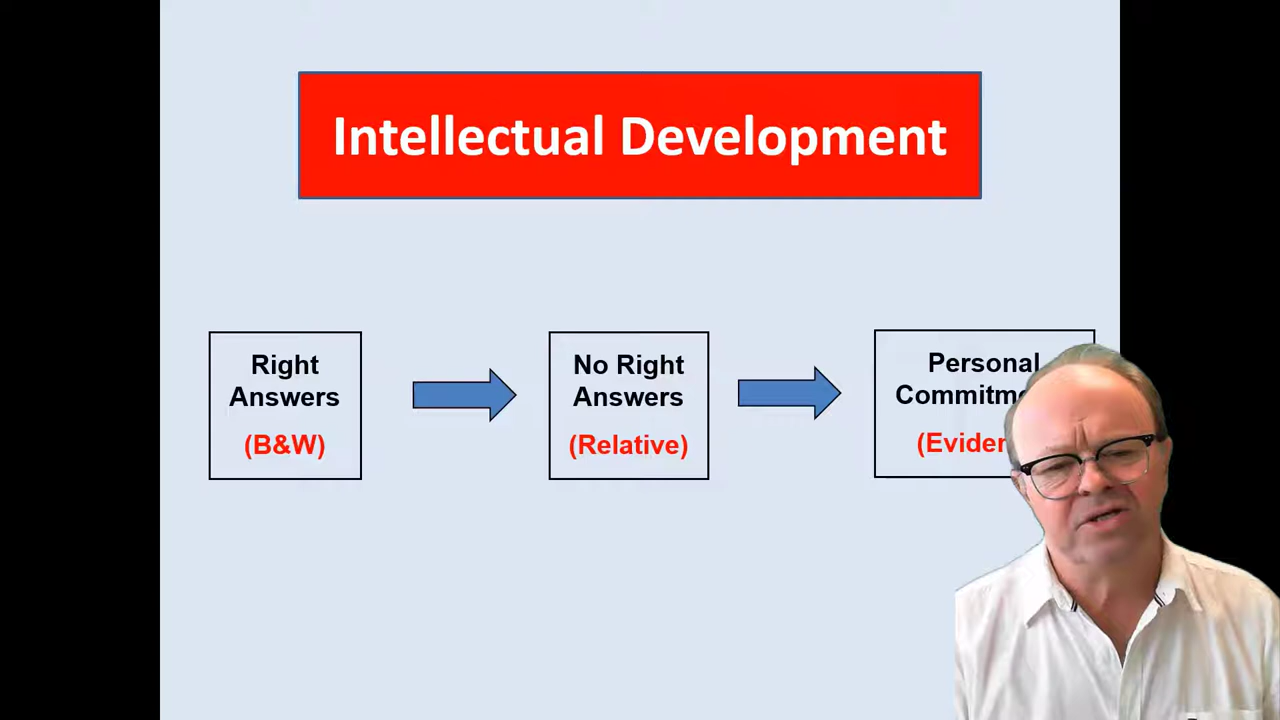 Intellectual Development
Right
Answers
(B&W)
No Right
Answers
(Relative)
Personal